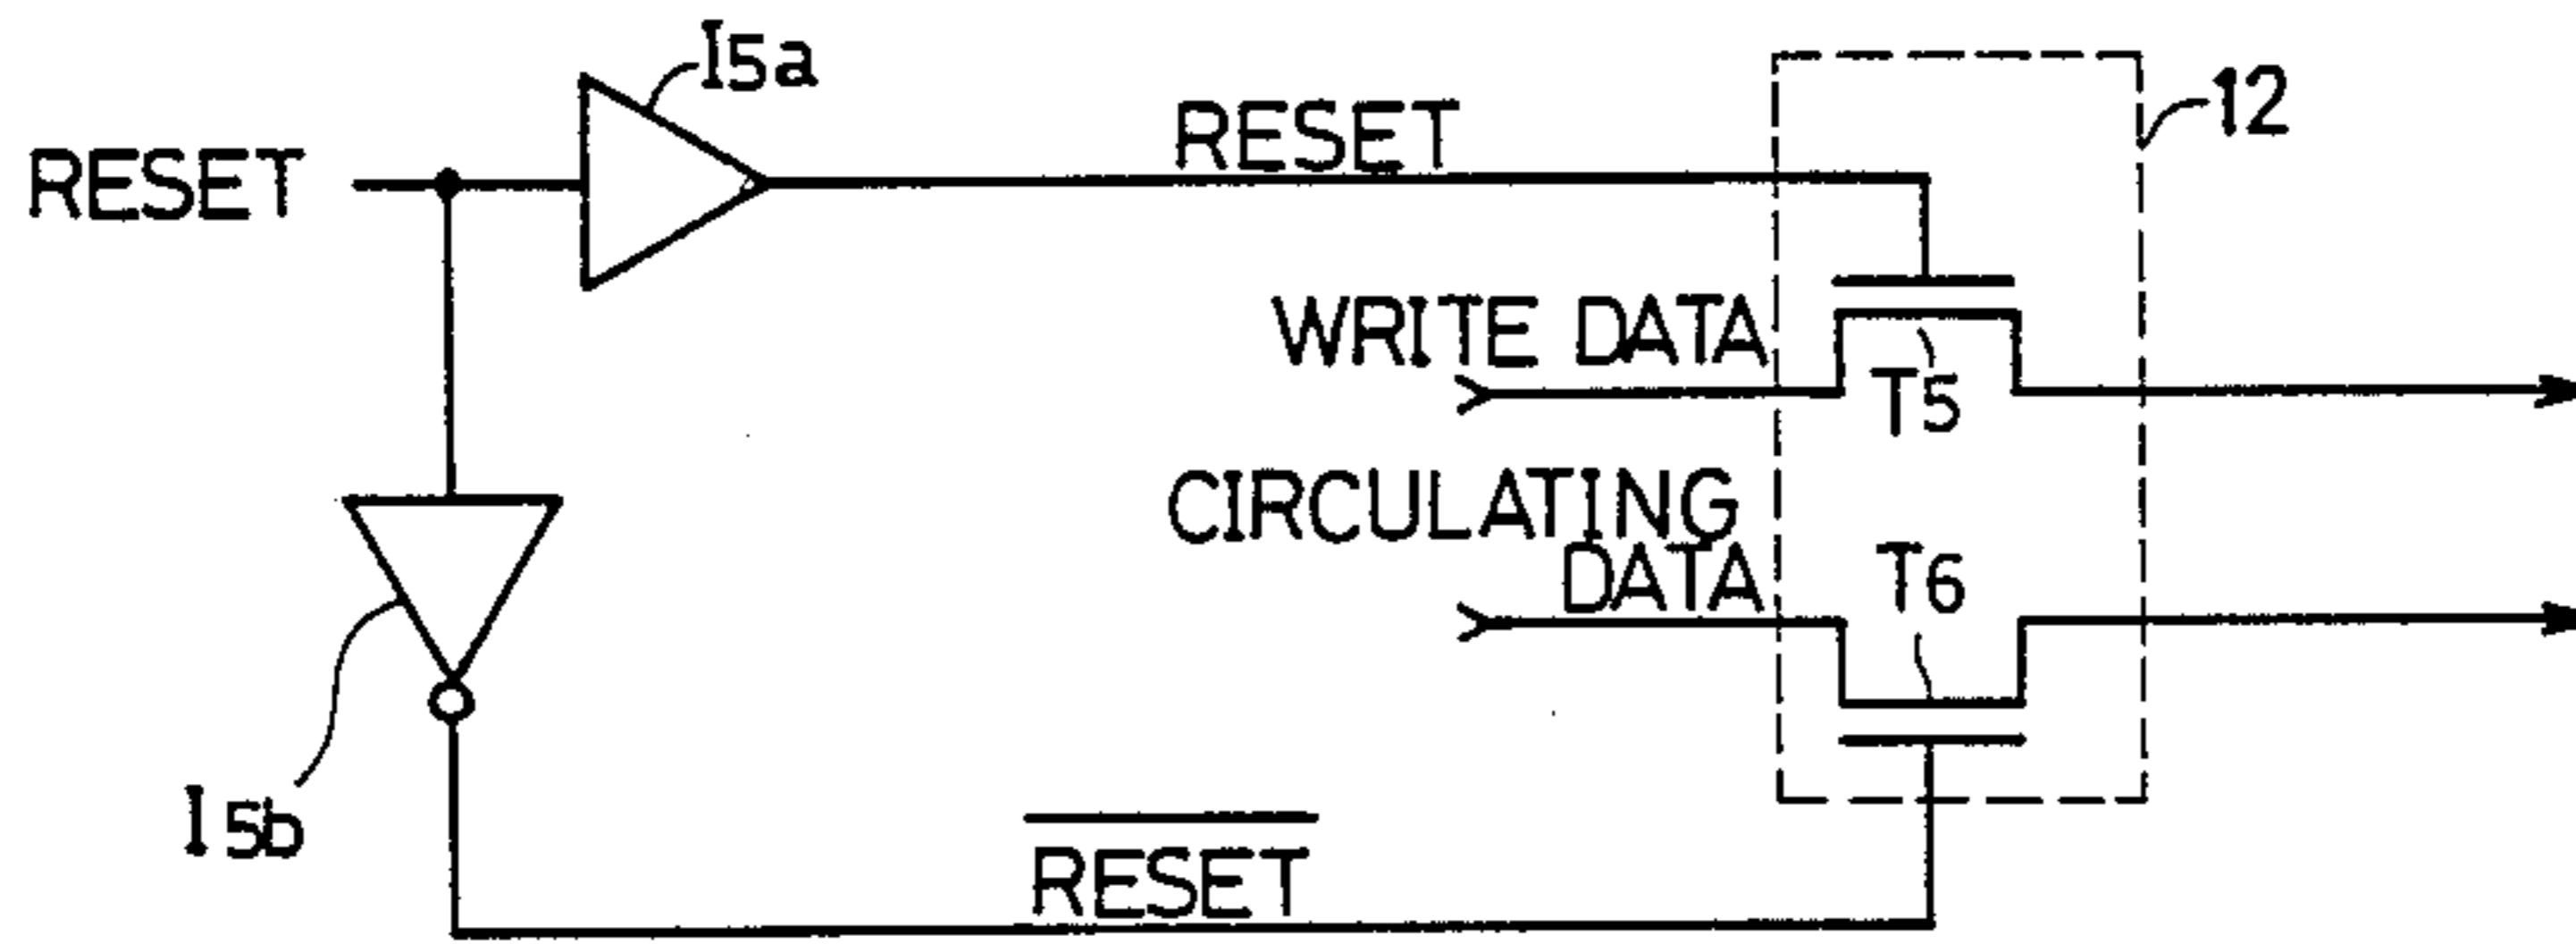 I5a
12
RESET
RESET
WRITE DATA
T5
CIRCULATING
DATA
T6
I5b
RESET